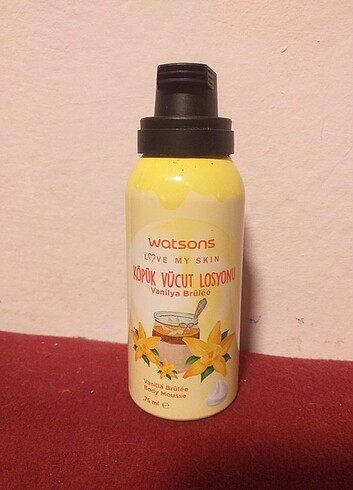 watsons
LOVE MY SKIN
KÖPÜK VÜCUT LOSYONU
Vanilya Brûlée
Vanilla Brûlée
Body Mousse
75 ml ℮